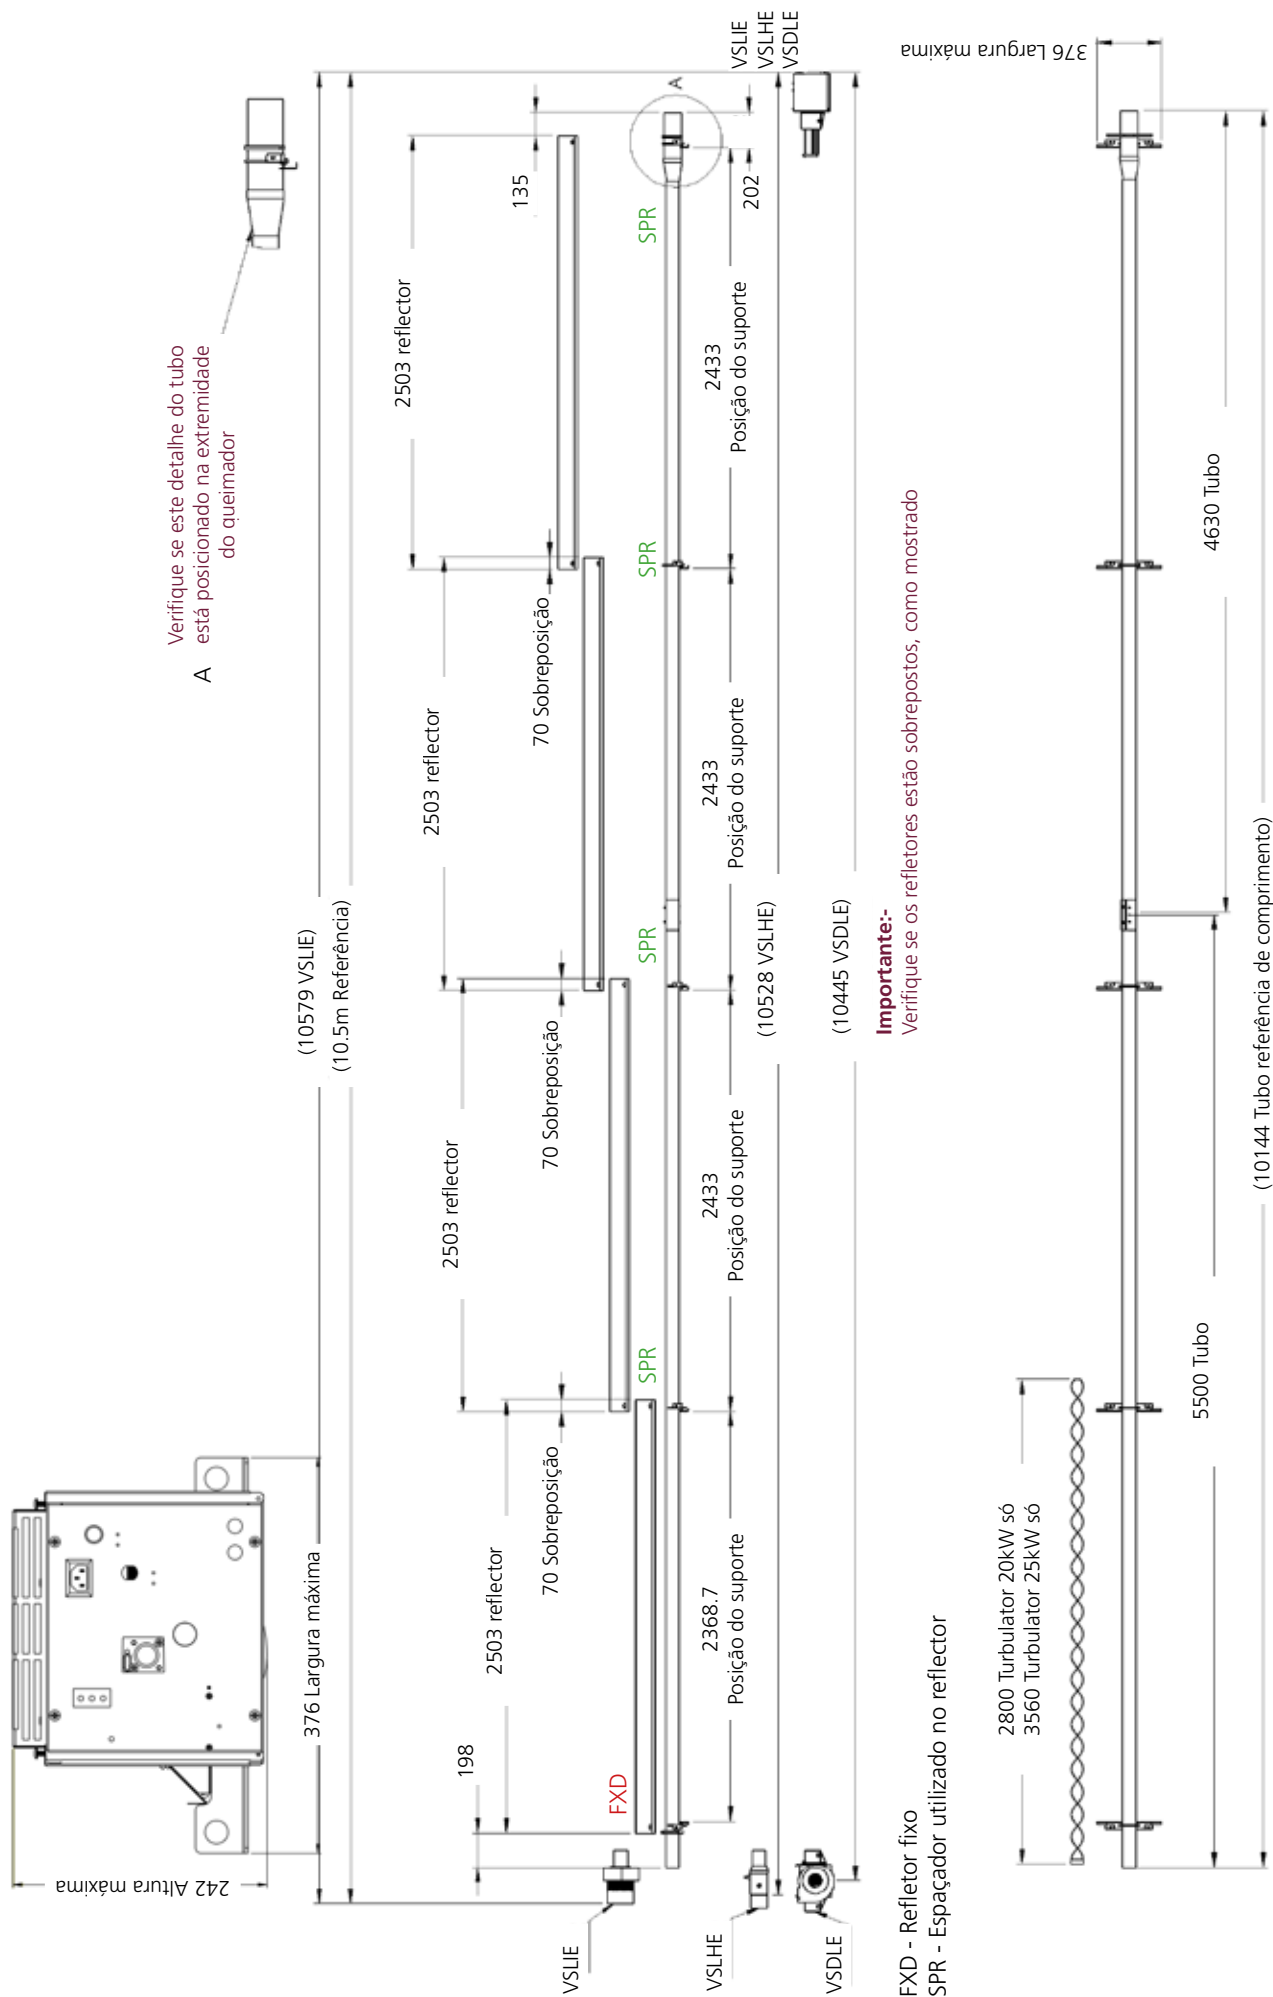 242 Altura máxima
376 Largura máxima
Verifique se este detalhe do tubo
está posicionado na extremidade
do queimador
A
(10579 VSLIE)
(10.5m Referência)
198
2503 reflector
2503 reflector
2503 reflector
2503 reflector
135
70 Sobreposição
70 Sobreposição
70 Sobreposição
VSLIE
FXD
SPR
SPR
SPR
SPR
A
2368.7
Posição do suporte
2433
Posição do suporte
2433
Posição do suporte
2433
Posição do suporte
202
VSLIE
VSLHE
VSDLE
VSLHE
(10528 VSLHE)
VSDLE
(10445 VSDLE)
Importante:-
Verifique se os refletores estão sobrepostos, como mostrado
FXD - Refletor fixo
SPR - Espaçador utilizado no reflector
376 Largura máxima
2800 Turbulator 20kW só
3560 Turbulator 25kW só
5500 Tubo
4630 Tubo
(10144 Tubo referência de comprimento)